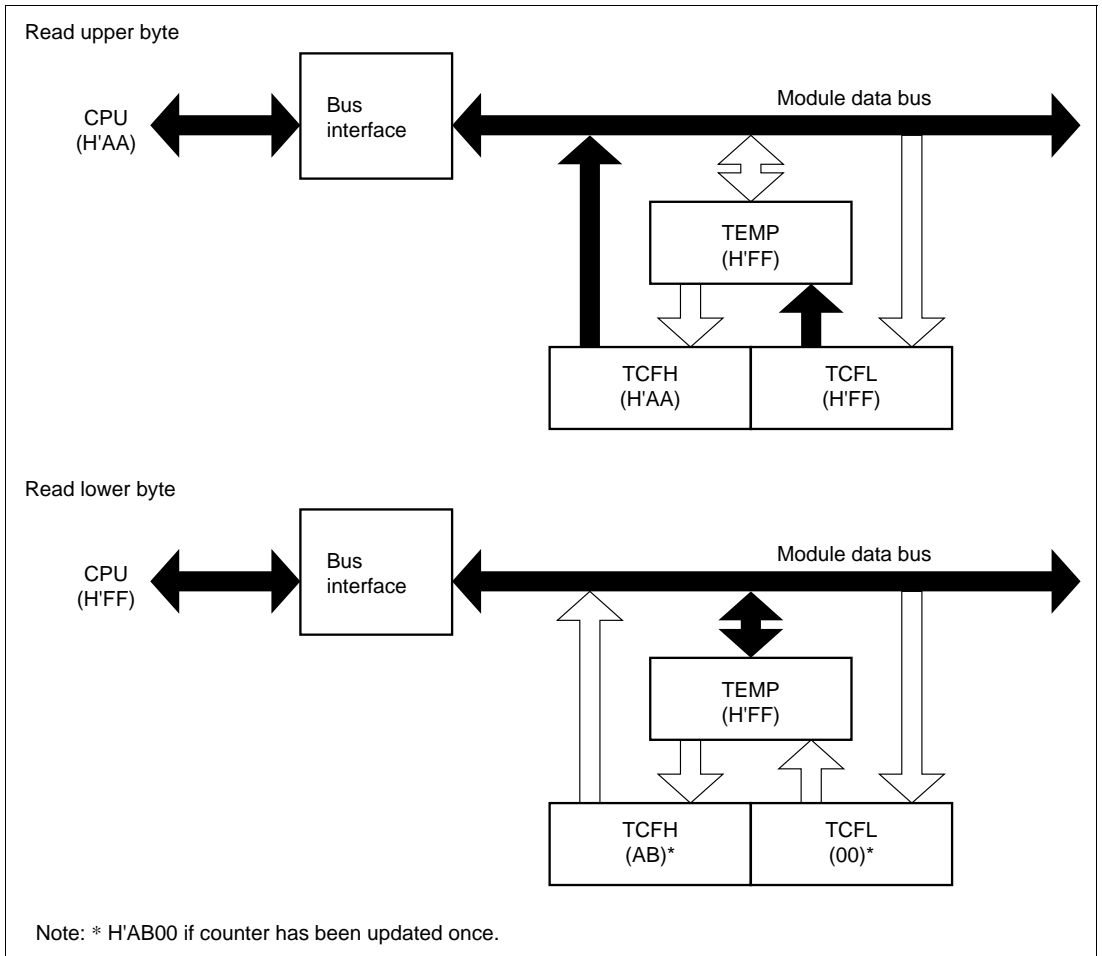 Read upper byte
CPU
(H'AA)
Bus
interface
Module data bus
TEMP
(H'FF)
TCFH
(H'AA)
TCFL
(H'FF)
Read lower byte
CPU
(H'FF)
Bus
interface
Module data bus
TEMP
(H'FF)
TCFH
(AB)*
TCFL
(00)*
Note: * H'AB00 if counter has been updated once.